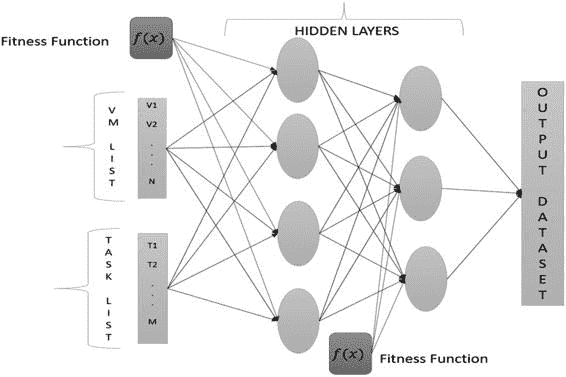 HIDDEN LAYERS
Fitness Function
f(x)
VM LIST
V1
V2
.
.
.
N
TASK LIST
T1
T2
.
.
.
M
OUTPUT DATASET
f(x)
Fitness Function